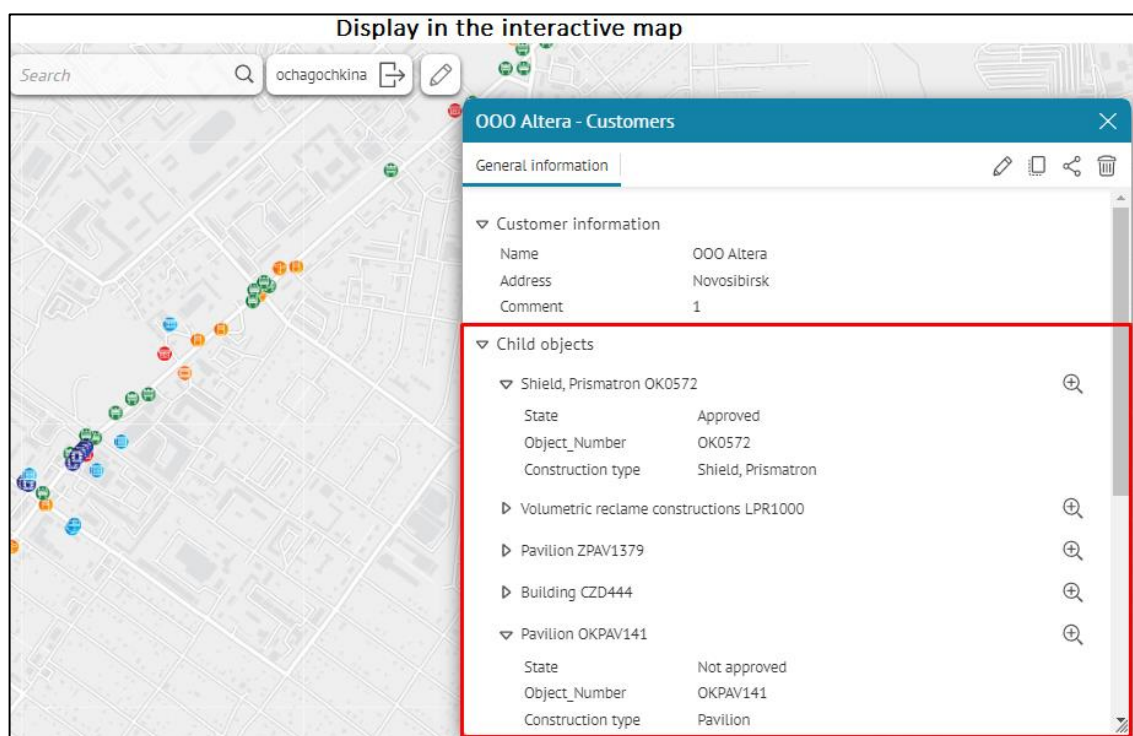 Display in the interactive map
Search
ochagochkina
OOO Altera - Customers
General information
Customer information
Name OOO Altera
Address Novosibirsk
Comment 1
Child objects
Shield, Prismatron OK0572
State Approved
Object_Number OK0572
Construction type Shield, Prismatron
Volumetric reclame constructions LPR1000
Pavilion ZPAV1379
Building CZD444
Pavilion OKPAV141
State Not approved
Object_Number OKPAV141
Construction type Pavilion